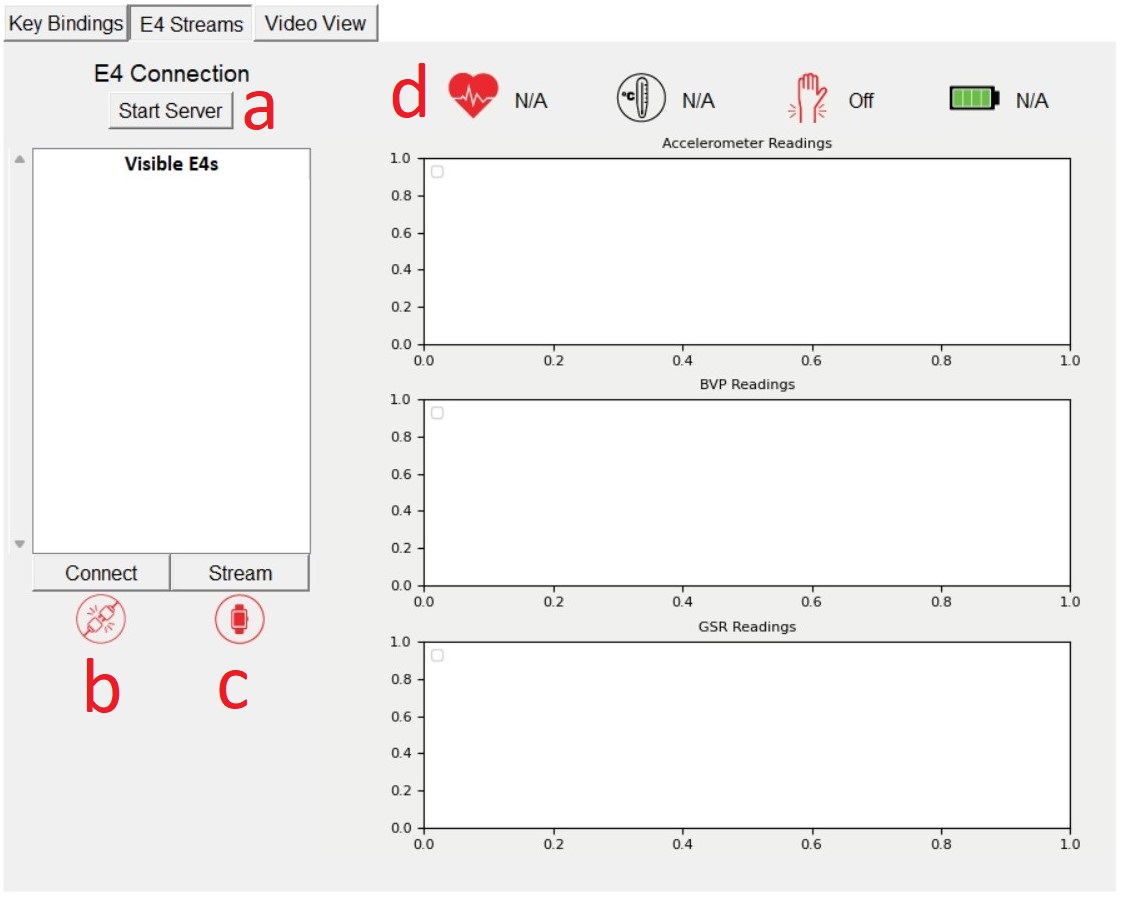 Key Bindings E4 Streams Video View
E4 Connection
Start Server
a
Visible E4s
Connect Stream
b c
d N/A °C N/A Off N/A
Accelerometer Readings
1.0
0.8
0.6
0.4
0.2
0.0
0.0 0.2 0.4 0.6 0.8 1.0
BVP Readings
1.0
0.8
0.6
0.4
0.2
0.0
0.0 0.2 0.4 0.6 0.8 1.0
GSR Readings
1.0
0.8
0.6
0.4
0.2
0.0
0.0 0.2 0.4 0.6 0.8 1.0